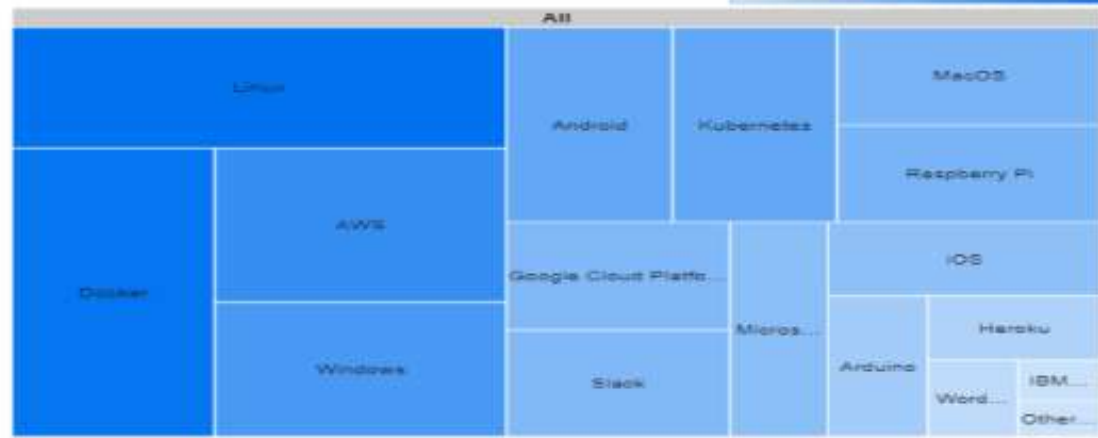 All
Linux
Android
Kubernetes
MacOS
Raspberry Pi
Docker
AWS
Windows
Google Cloud Platfo...
Slack
Micros...
iOS
Arduino
Heroku
Word...
IBM...
Other...